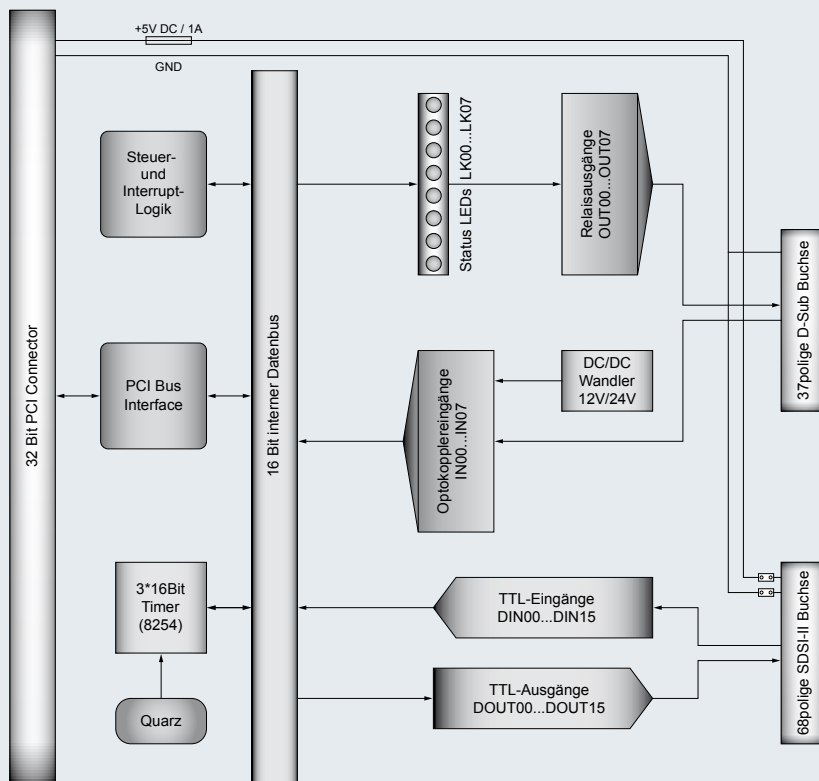 +5V DC / 1A
GND
32 Bit PCI Connector
Steuer-
und
Interrupt-
Logik
PCI Bus
Interface
3*16Bit
Timer
(8254)
Quarz
16 Bit interner Datenbus
Status LEDs LK00...LK07
Relaisausgänge
OUT00...OUT07
Optokopplereingänge
IN00...IN07
DC/DC
Wandler
12V/24V
TTL-Eingänge
DIN00...DIN15
TTL-Ausgänge
DOUT00...DOUT15
37polige D-Sub Buchse
68polige SDSI-II Buchse